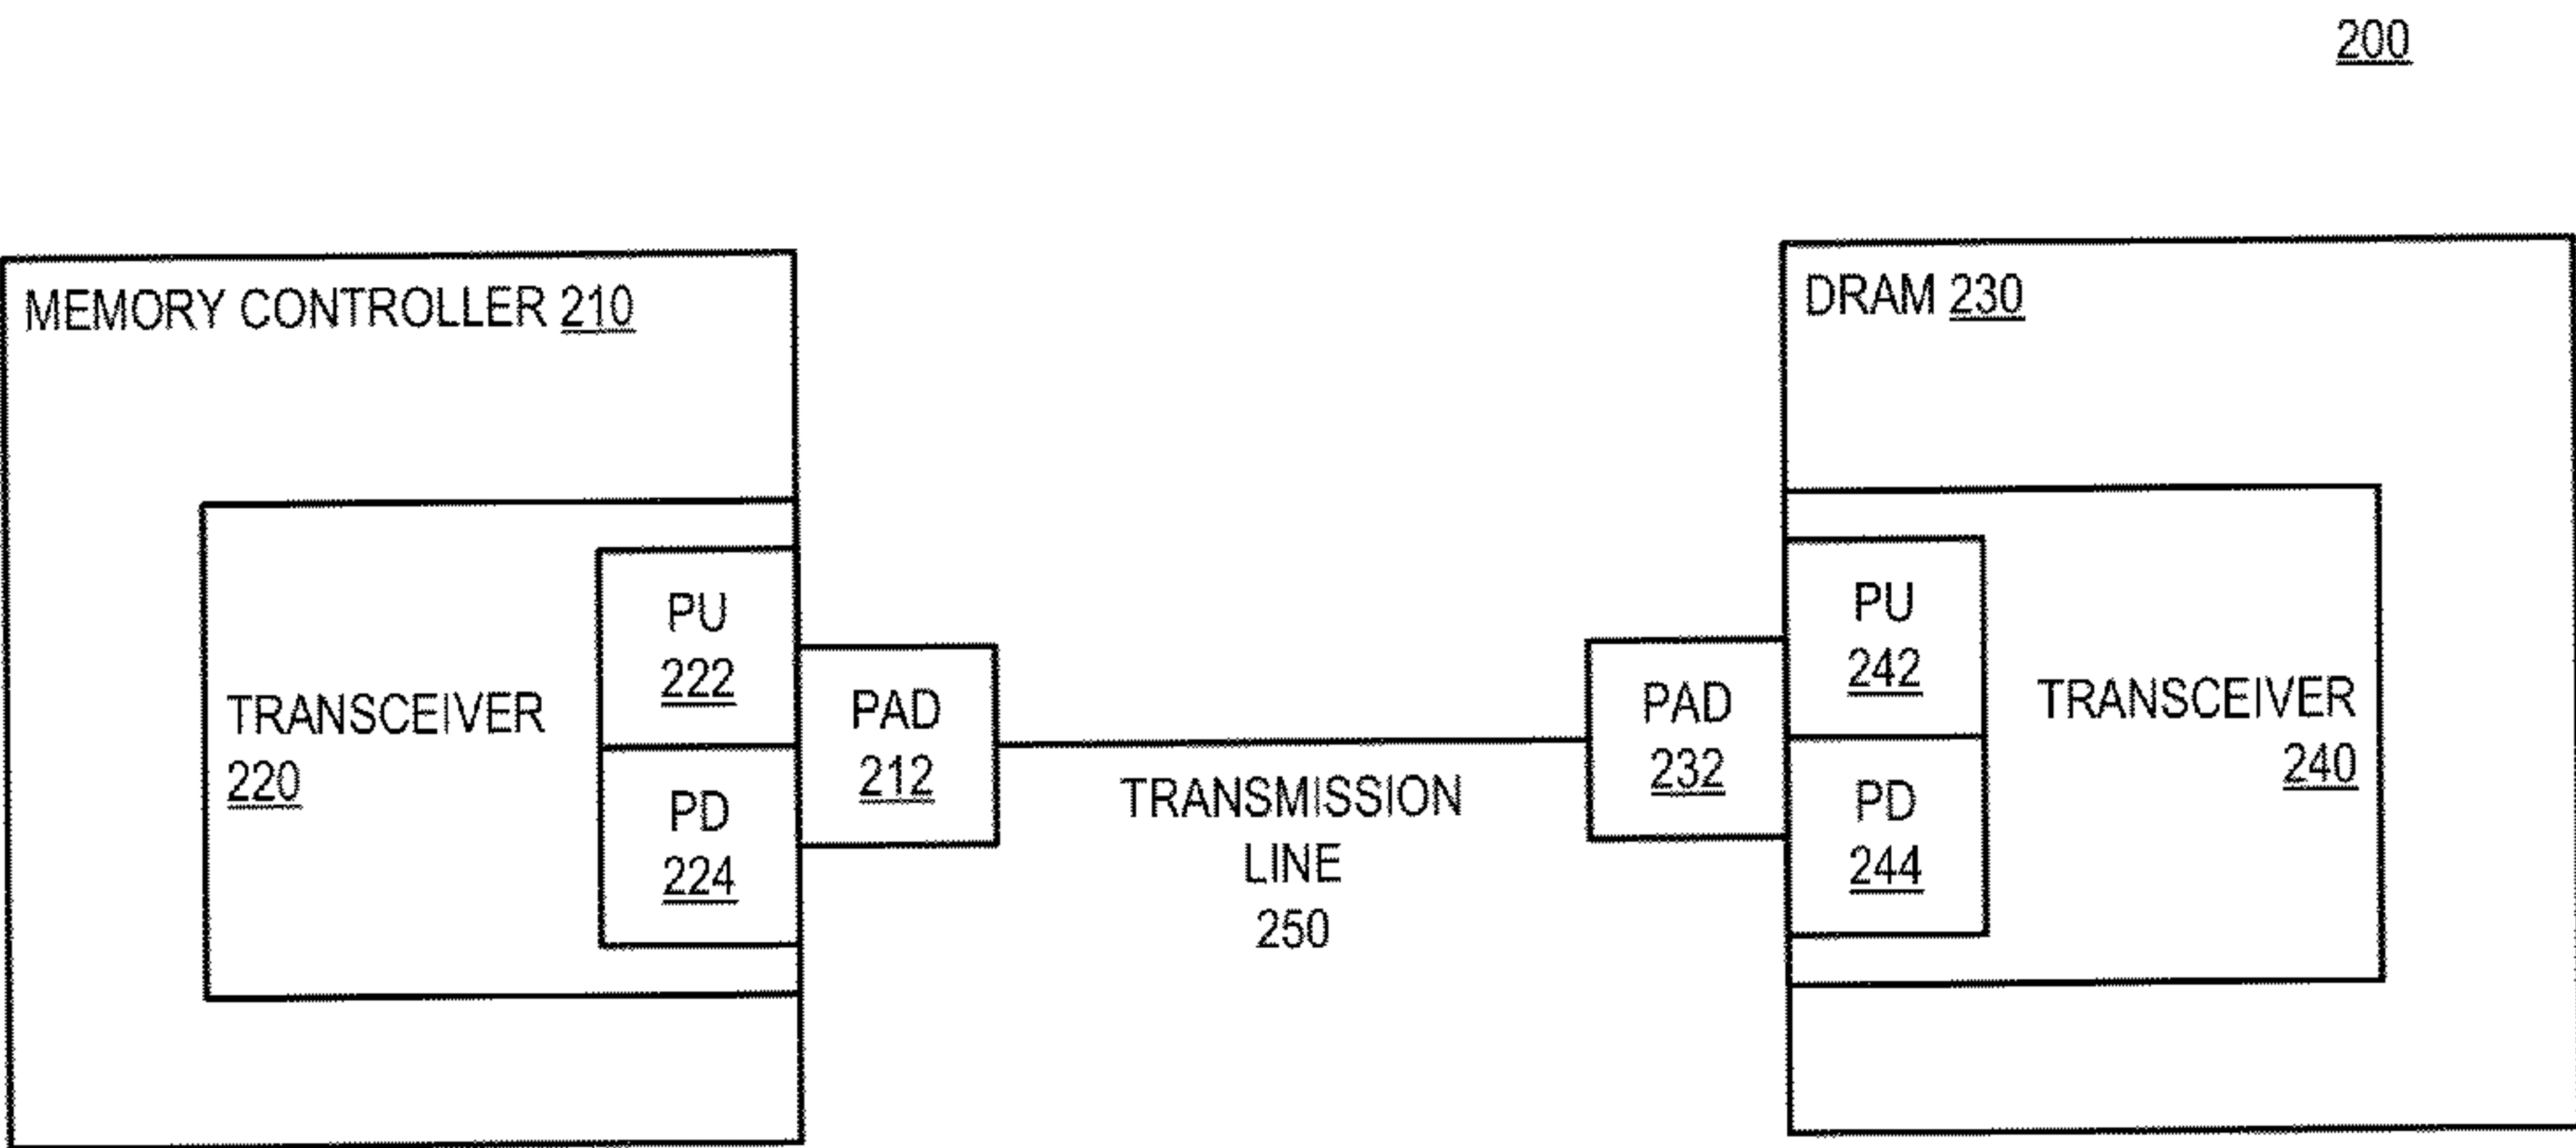 200
MEMORY CONTROLLER 210
TRANSCEIVER
220
PU
222
PD
224
PAD
212
TRANSMISSION
LINE
250
DRAM 230
PAD
232
PU
242
PD
244
TRANSCEIVER
240